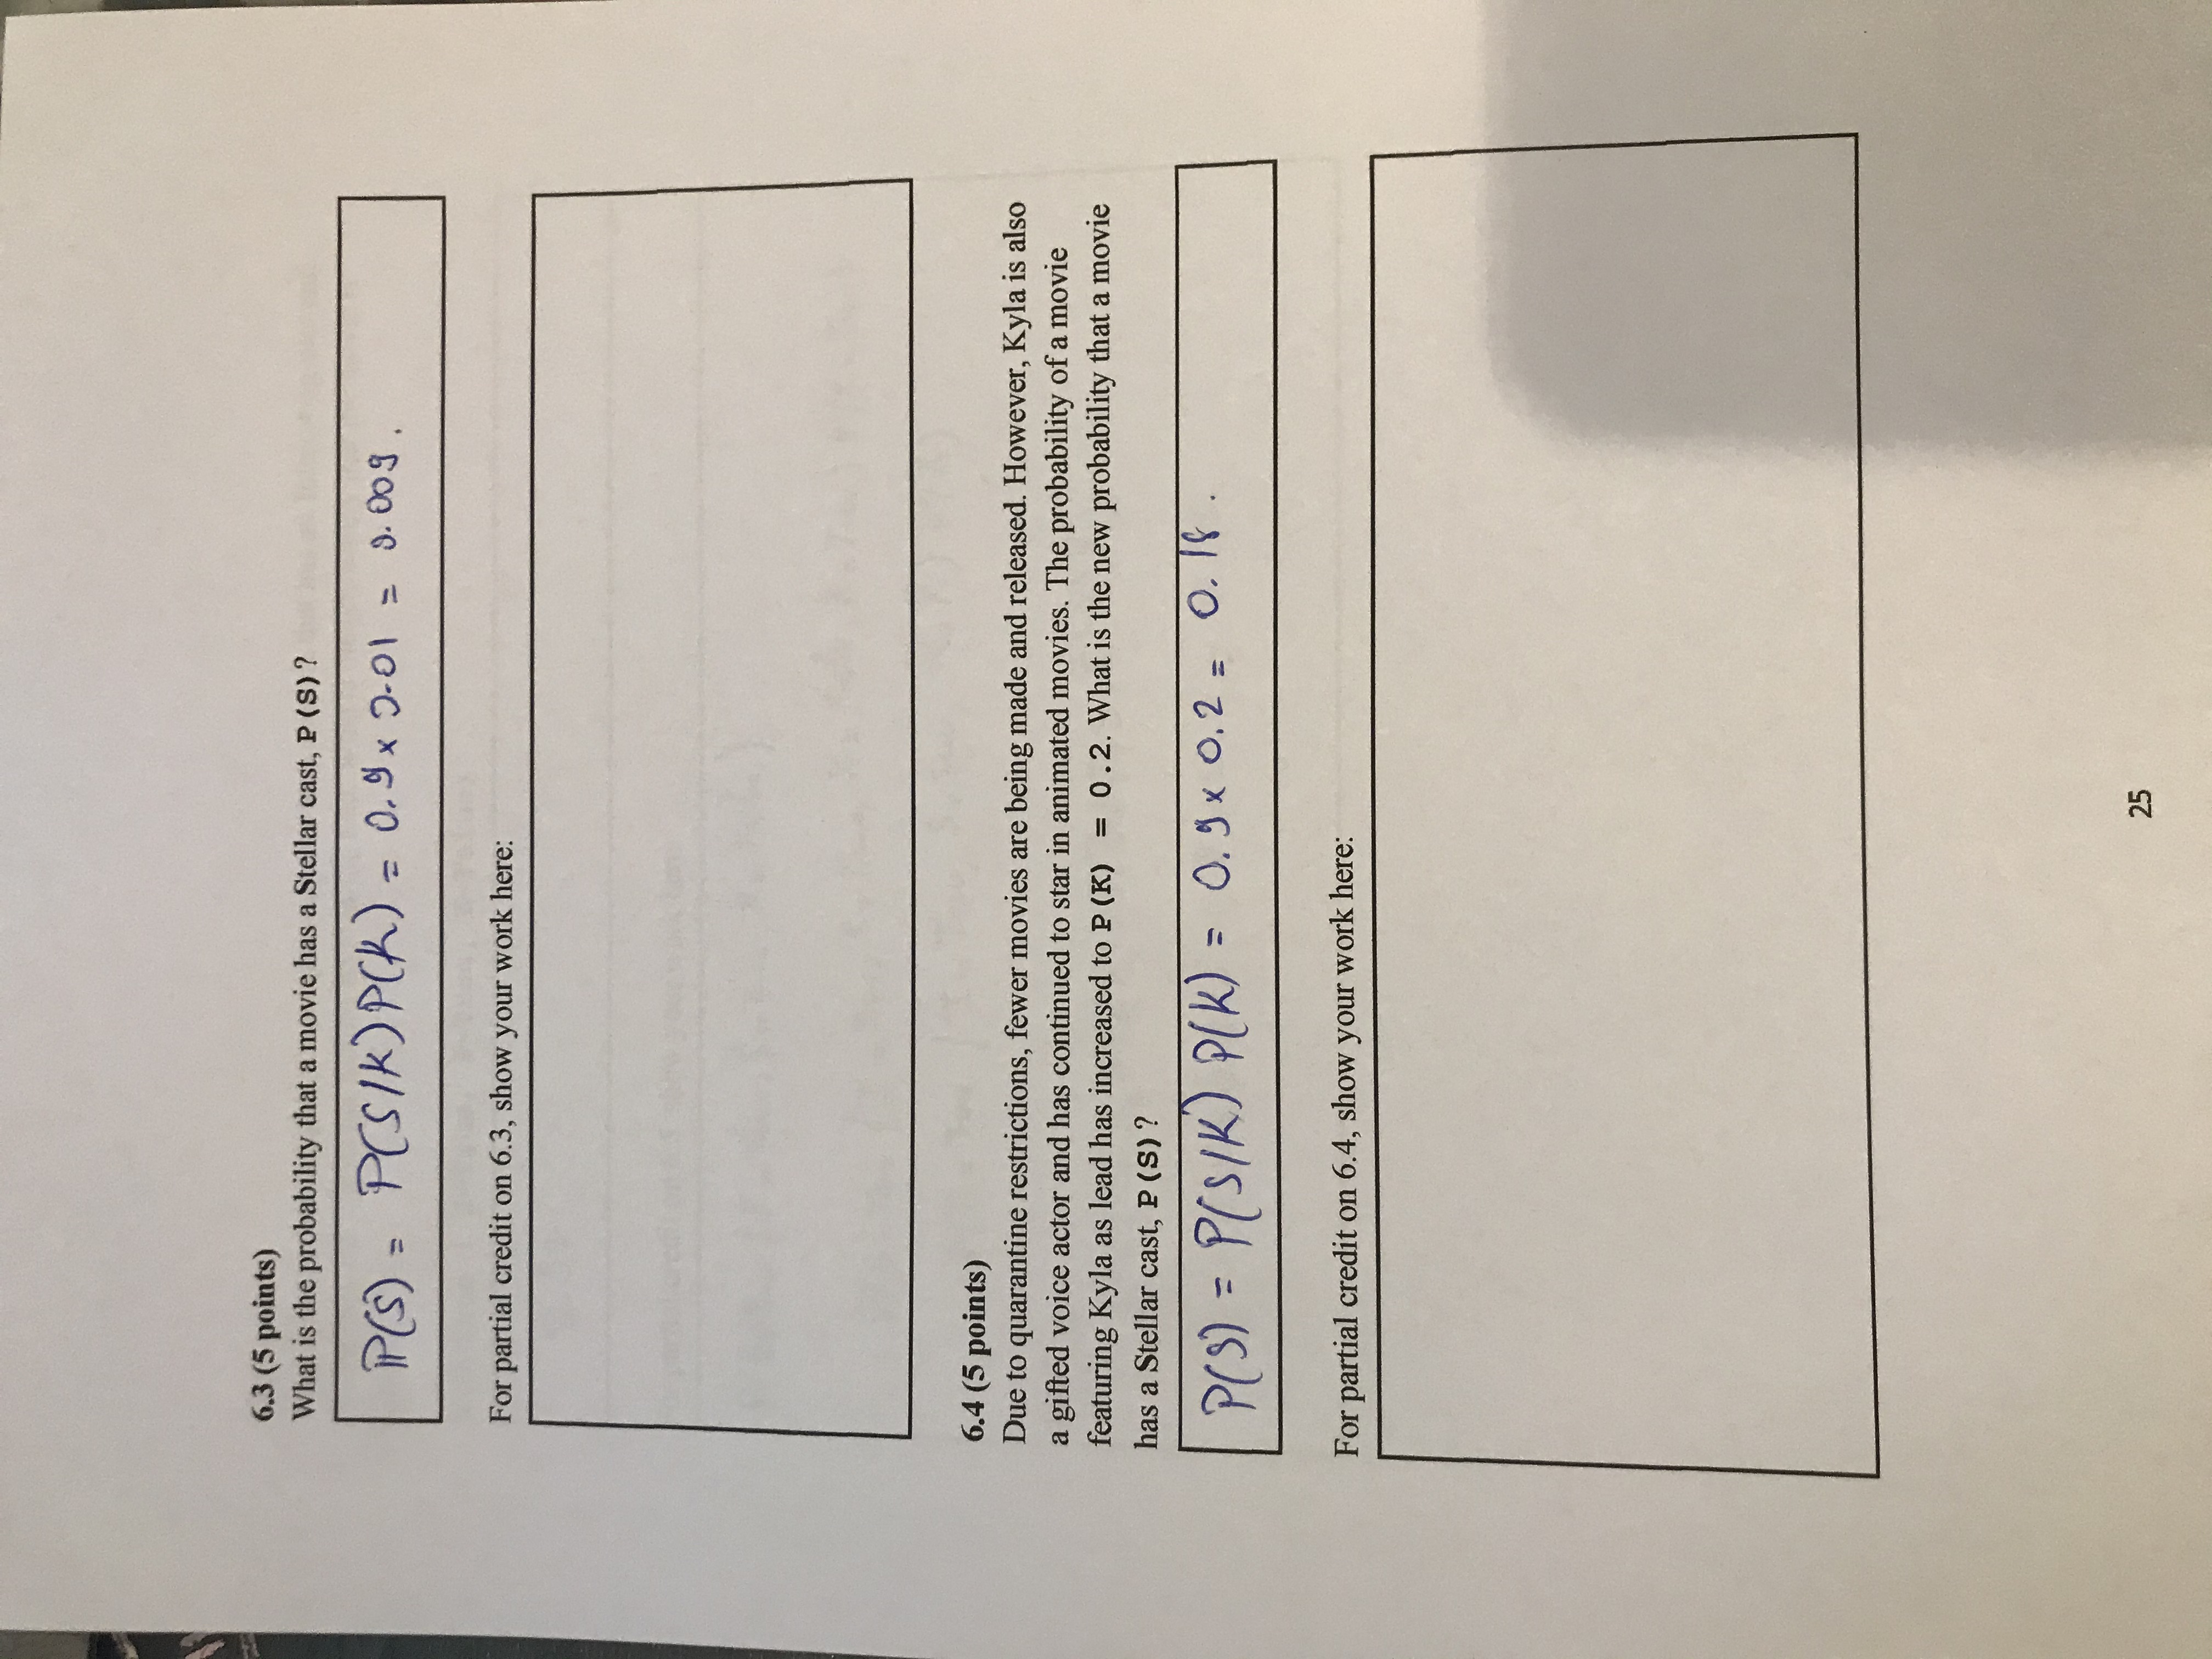 6.3 (5 points)
What is the probability that a movie has a Stellar cast, P(S)?
P(S) = P(S/K) P(K) = 0.9 x 0.01 = 0.009.
For partial credit on 6.3, show your work here:
6.4 (5 points)
Due to quarantine restrictions, fewer movies are being made and released. However, Kyla is also
a gifted voice actor and has continued to star in animated movies. The probability of a movie
featuring Kyla as lead has increased to P(K) = 0.2. What is the new probability that a movie
has a Stellar cast, P(S)?
P(S) = P(S/K) P(K) = 0.9 x 0.2 = 0.18.
For partial credit on 6.4, show your work here:
25